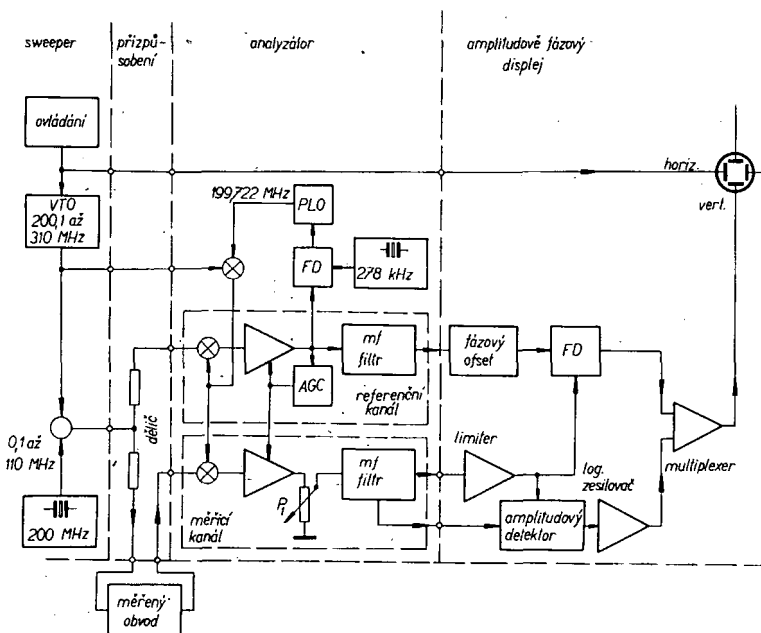 sweeper
přízpů-
sobení
analyzátor
amplitudově fázový
displej
ovládání
VTO
200,1 až
310 MHz
199,722 MHz
PLO
FD
278 kHz
horiz.
vert.
mf
filtr
AGC
referenční
kanál
fázový
ofset
FD
0,1 až
110 MHz
dělič
200 MHz
měřicí
kanál
P1
mf
filtr
limiter
log.
zesilovač
amplitudový
detektor
multiplexer
měřený
obvod